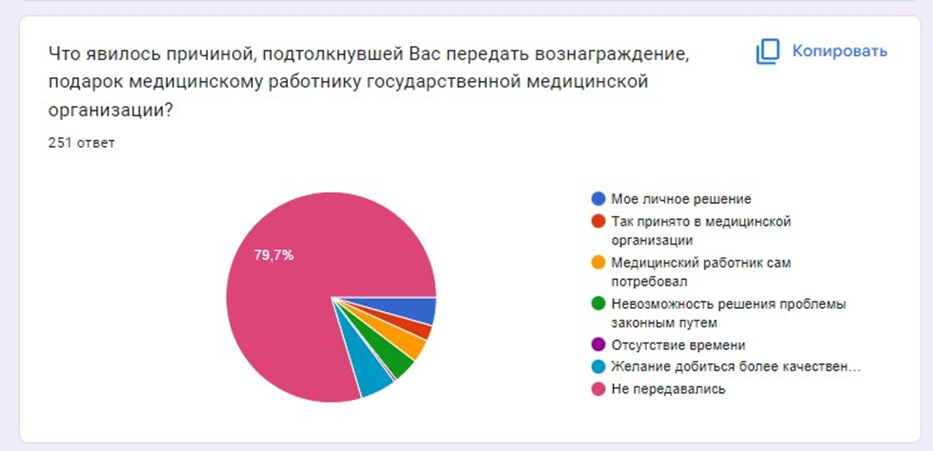 Что явилось причиной, подтолкнувшей Вас передать вознаграждение,
подарок медицинскому работнику государственной медицинской
организации?
Копировать
251 ответ
79,7%
Мое личное решение
Так принято в медицинской
организации
Медицинский работник сам
потребовал
Невозможность решения проблемы
законным путем
Отсутствие времени
Желание добиться более качествен...
Не передавались